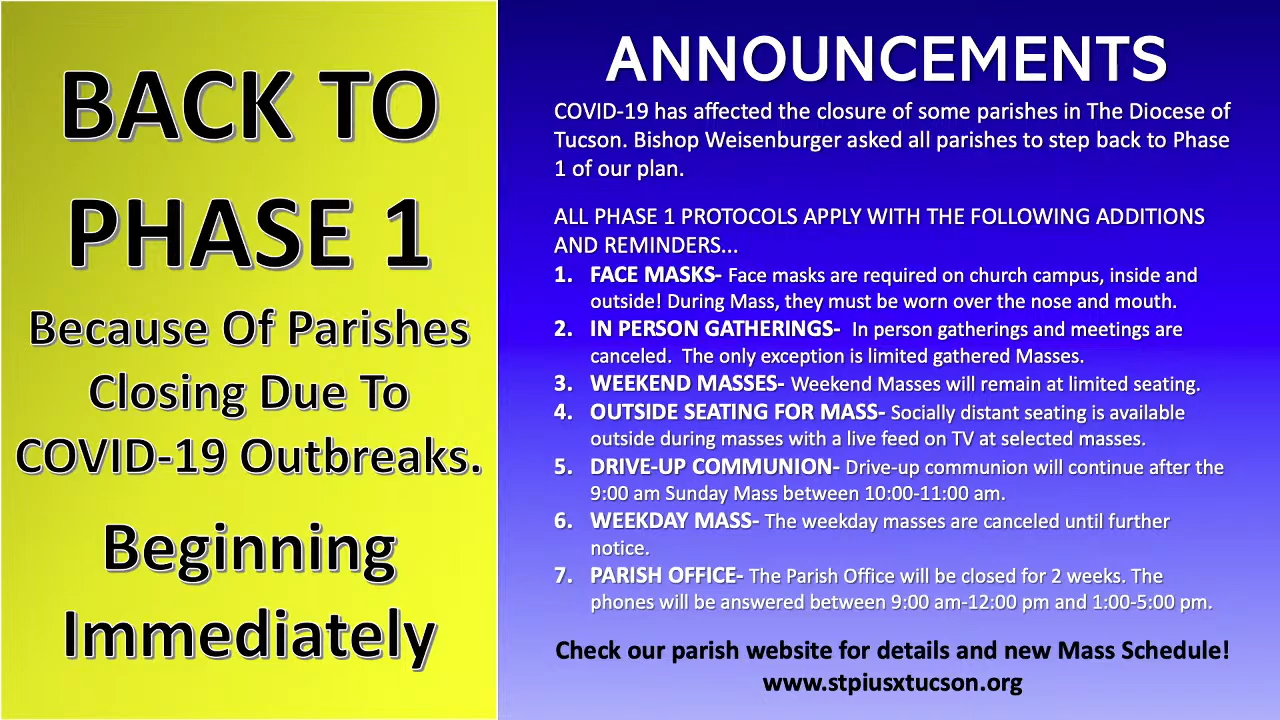 BACK TO
PHASE 1
Because Of Parishes
Closing Due To
COVID-19 Outbreaks.
Beginning
Immediately
ANNOUNCEMENTS
COVID-19 has affected the closure of some parishes in The Diocese of
Tucson. Bishop Weisenburger asked all parishes to step back to Phase
1 of our plan.
ALL PHASE 1 PROTOCOLS APPLY WITH THE FOLLOWING ADDITIONS
AND REMINDERS...
1. FACE MASKS- Face masks are required on church campus, inside and
outside! During Mass, they must be worn over the nose and mouth.
2. IN PERSON GATHERINGS- In person gatherings and meetings are
canceled. The only exception is limited gathered Masses.
3. WEEKEND MASSES- Weekend Masses will remain at limited seating.
4. OUTSIDE SEATING FOR MASS- Socially distant seating is available
outside during masses with a live feed on TV at selected masses.
5. DRIVE-UP COMMUNION- Drive-up communion will continue after the
9:00 am Sunday Mass between 10:00-11:00 am.
6. WEEKDAY MASS- The weekday masses are canceled until further
notice.
7. PARISH OFFICE- The Parish Office will be closed for 2 weeks. The
phones will be answered between 9:00 am-12:00 pm and 1:00-5:00 pm.
Check our parish website for details and new Mass Schedule!
www.stpiusxtucson.org